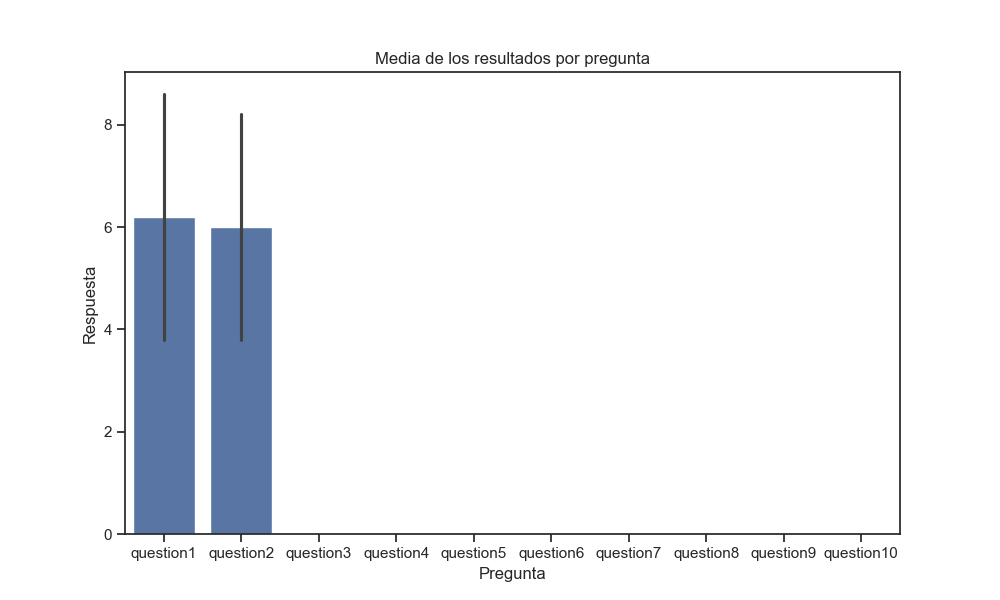 Media de los resultados por pregunta
Respuesta
8
6
4
2
0
question1 question2 question3 question4 question5 question6 question7 question8 question9 question10
Pregunta